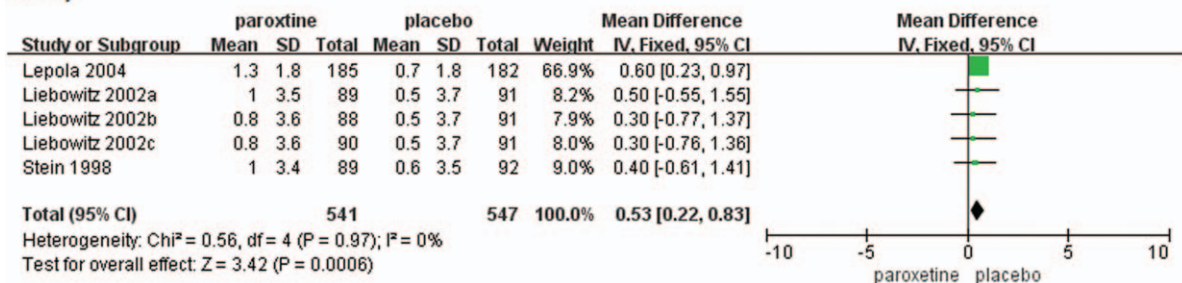 paroxtine placebo Mean Difference Mean Difference
Study or Subgroup Mean SD Total Mean SD Total Weight IV, Fixed, 95% CI IV, Fixed, 95% CI
Lepola 2004 1.3 1.8 185 0.7 1.8 182 66.9% 0.60 [0.23, 0.97]
Liebowitz 2002a 1 3.5 89 0.5 3.7 91 8.2% 0.50 [-0.55, 1.55]
Liebowitz 2002b 0.8 3.6 88 0.5 3.7 91 7.9% 0.30 [-0.77, 1.37]
Liebowitz 2002c 0.8 3.6 90 0.5 3.7 91 8.0% 0.30 [-0.76, 1.36]
Stein 1998 1 3.4 89 0.6 3.5 92 9.0% 0.40 [-0.61, 1.41]
Total (95% CI) 541 547 100.0% 0.53 [0.22, 0.83]
Heterogeneity: Chi² = 0.56, df = 4 (P = 0.97); I² = 0%
Test for overall effect: Z = 3.42 (P = 0.0006)
-10 -5 0 5 10
paroxetine placebo